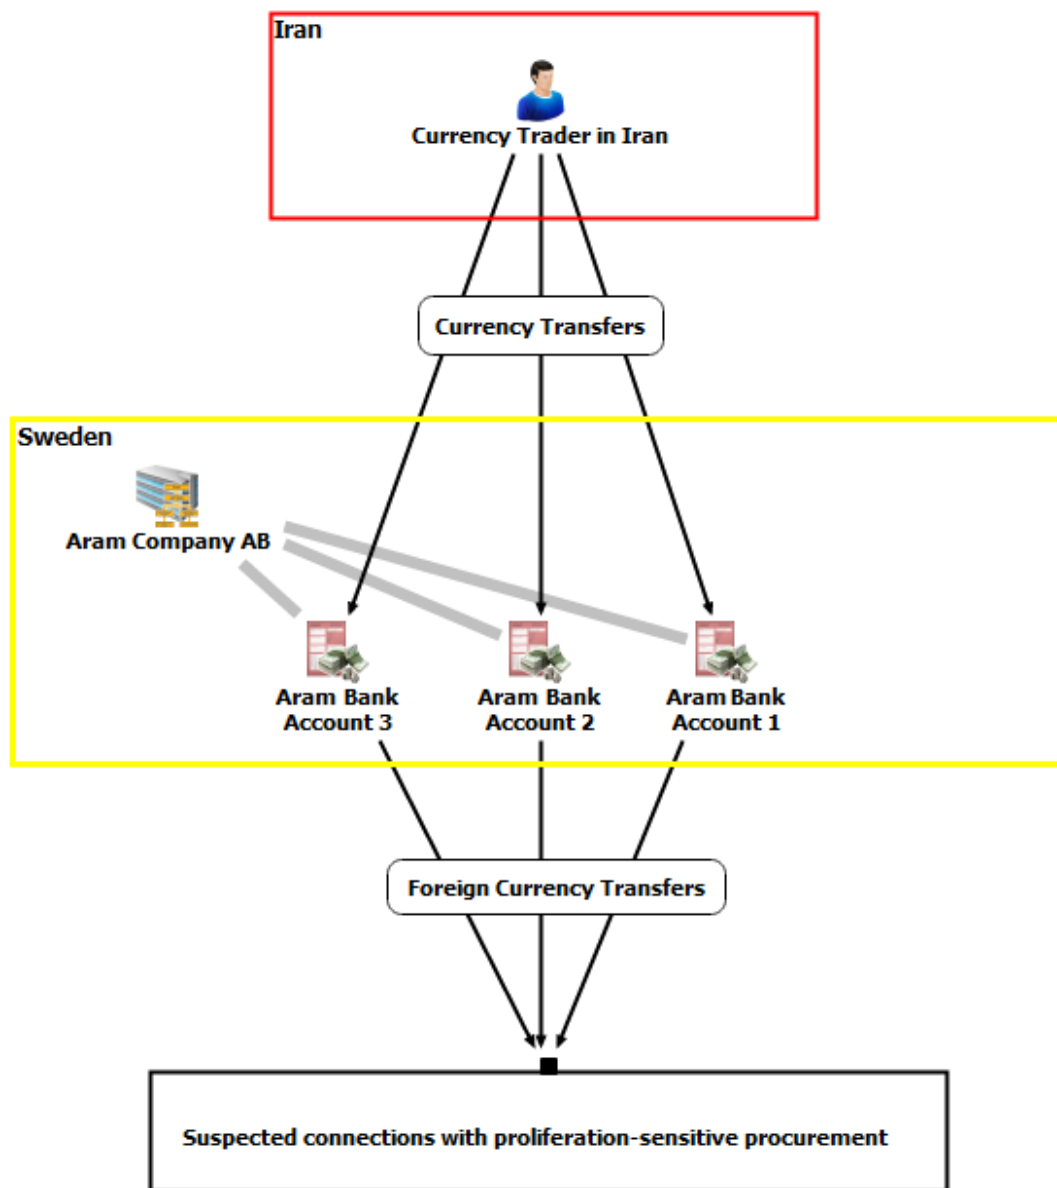 Iran
Currency Trader in Iran
Currency Transfers
Sweden
Aram Company AB
Aram Bank
Account 3
Aram Bank
Account 2
Aram Bank
Account 1
Foreign Currency Transfers
Suspected connections with proliferation-sensitive procurement